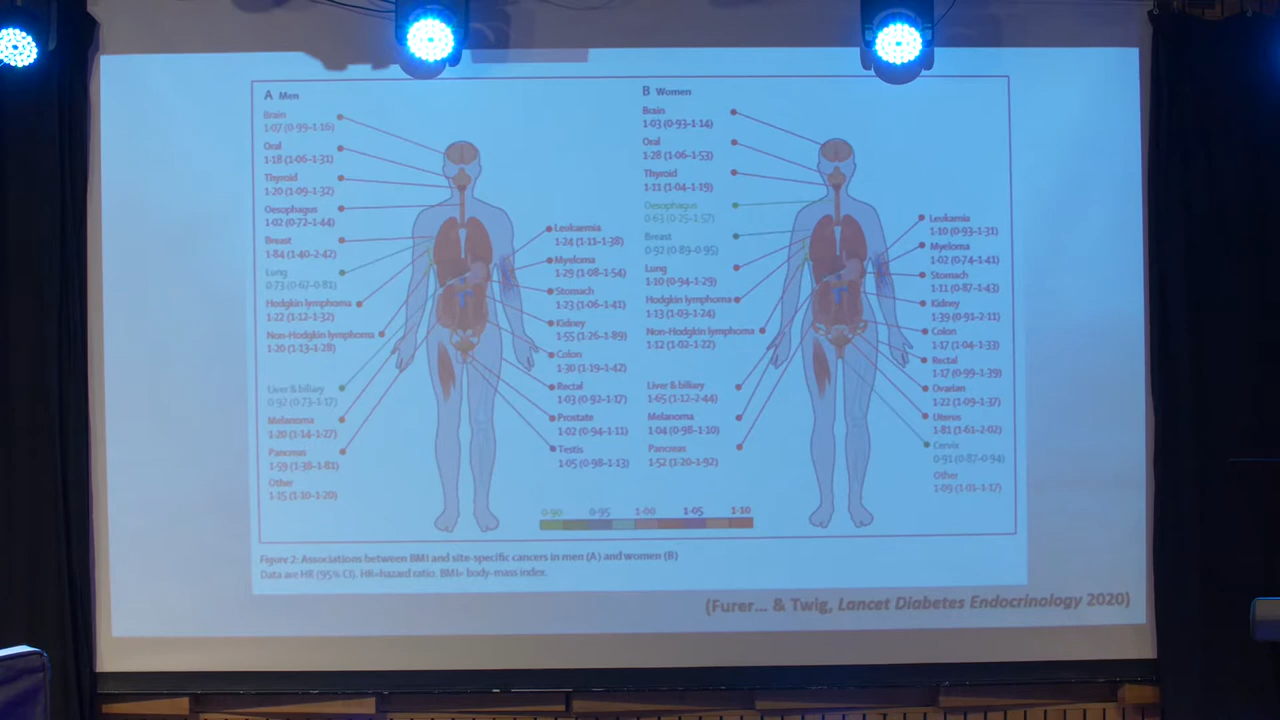 A Men
Brain
1·07 (0·99–1·16)
Oral
1·18 (1·06–1·31)
Thyroid
1·20 (1·09–1·32)
Oesophagus
1·02 (0·72–1·44)
Breast
1·84 (1·40–2·42)
Lung
0·73 (0·67–0·81)
Hodgkin lymphoma
1·22 (1·12–1·32)
Non-Hodgkin lymphoma
1·20 (1·13–1·28)
Liver & biliary
0·92 (0·73–1·17)
Melanoma
1·20 (1·14–1·27)
Pancreas
1·59 (1·38–1·81)
Other
1·15 (1·10–1·20)
Leukaemia
1·24 (1·11–1·38)
Myeloma
1·29 (1·08–1·54)
Stomach
1·23 (1·06–1·41)
Kidney
1·55 (1·26–1·89)
Colon
1·30 (1·19–1·42)
Rectal
1·03 (0·92–1·17)
Prostate
1·02 (0·94–1·11)
Testis
1·05 (0·98–1·13)
B Women
Brain
1·03 (0·93–1·14)
Oral
1·28 (1·06–1·53)
Thyroid
1·11 (1·04–1·19)
Oesophagus
0·63 (0·25–1·57)
Breast
0·92 (0·89–0·95)
Lung
1·10 (0·94–1·29)
Hodgkin lymphoma
1·13 (1·03–1·24)
Non-Hodgkin lymphoma
1·12 (1·02–1·22)
Liver & biliary
1·65 (1·12–2·44)
Melanoma
1·04 (0·98–1·10)
Pancreas
1·52 (1·20–1·92)
Leukamia
1·10 (0·93–1·31)
Myeloma
1·02 (0·74–1·41)
Stomach
1·11 (0·87–1·43)
Kidney
1·39 (0·91–2·11)
Colon
1·17 (1·04–1·33)
Rectal
1·17 (0·99–1·39)
Ovarian
1·22 (1·09–1·37)
Uterus
1·81 (1·61–2·02)
Cervix
0·91 (0·87–0·94)
Other
1·09 (1·01–1·17)
0·90 0·95 1·00 1·05 1·10
Figure 2: Associations between BMI and site-specific cancers in men (A) and women (B)
Data are HR (95% CI). HR=hazard ratio. BMI= body-mass index.
(Furer... & Twig, Lancet Diabetes Endocrinology 2020)